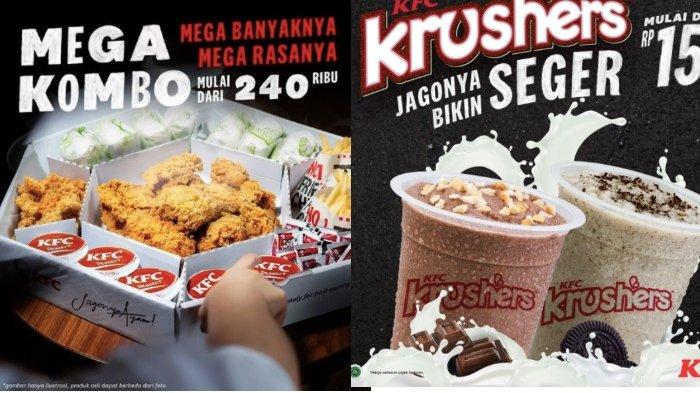 MEGA
KOMBO
MEGA BANYAKNYA
MEGA RASANYA
MULAI
DARI 240 RIBU
KFC
KFC
KFC
KFC
KFC
Jagonya Ayam!
*gambar hanya ilustrasi, produk asli dapat berbeda dari foto.
KFC
Krushers
JAGONYA
BIKIN SEGER
MULAI D
RP 15
KFC
Krushers
KFC
Krushers
K